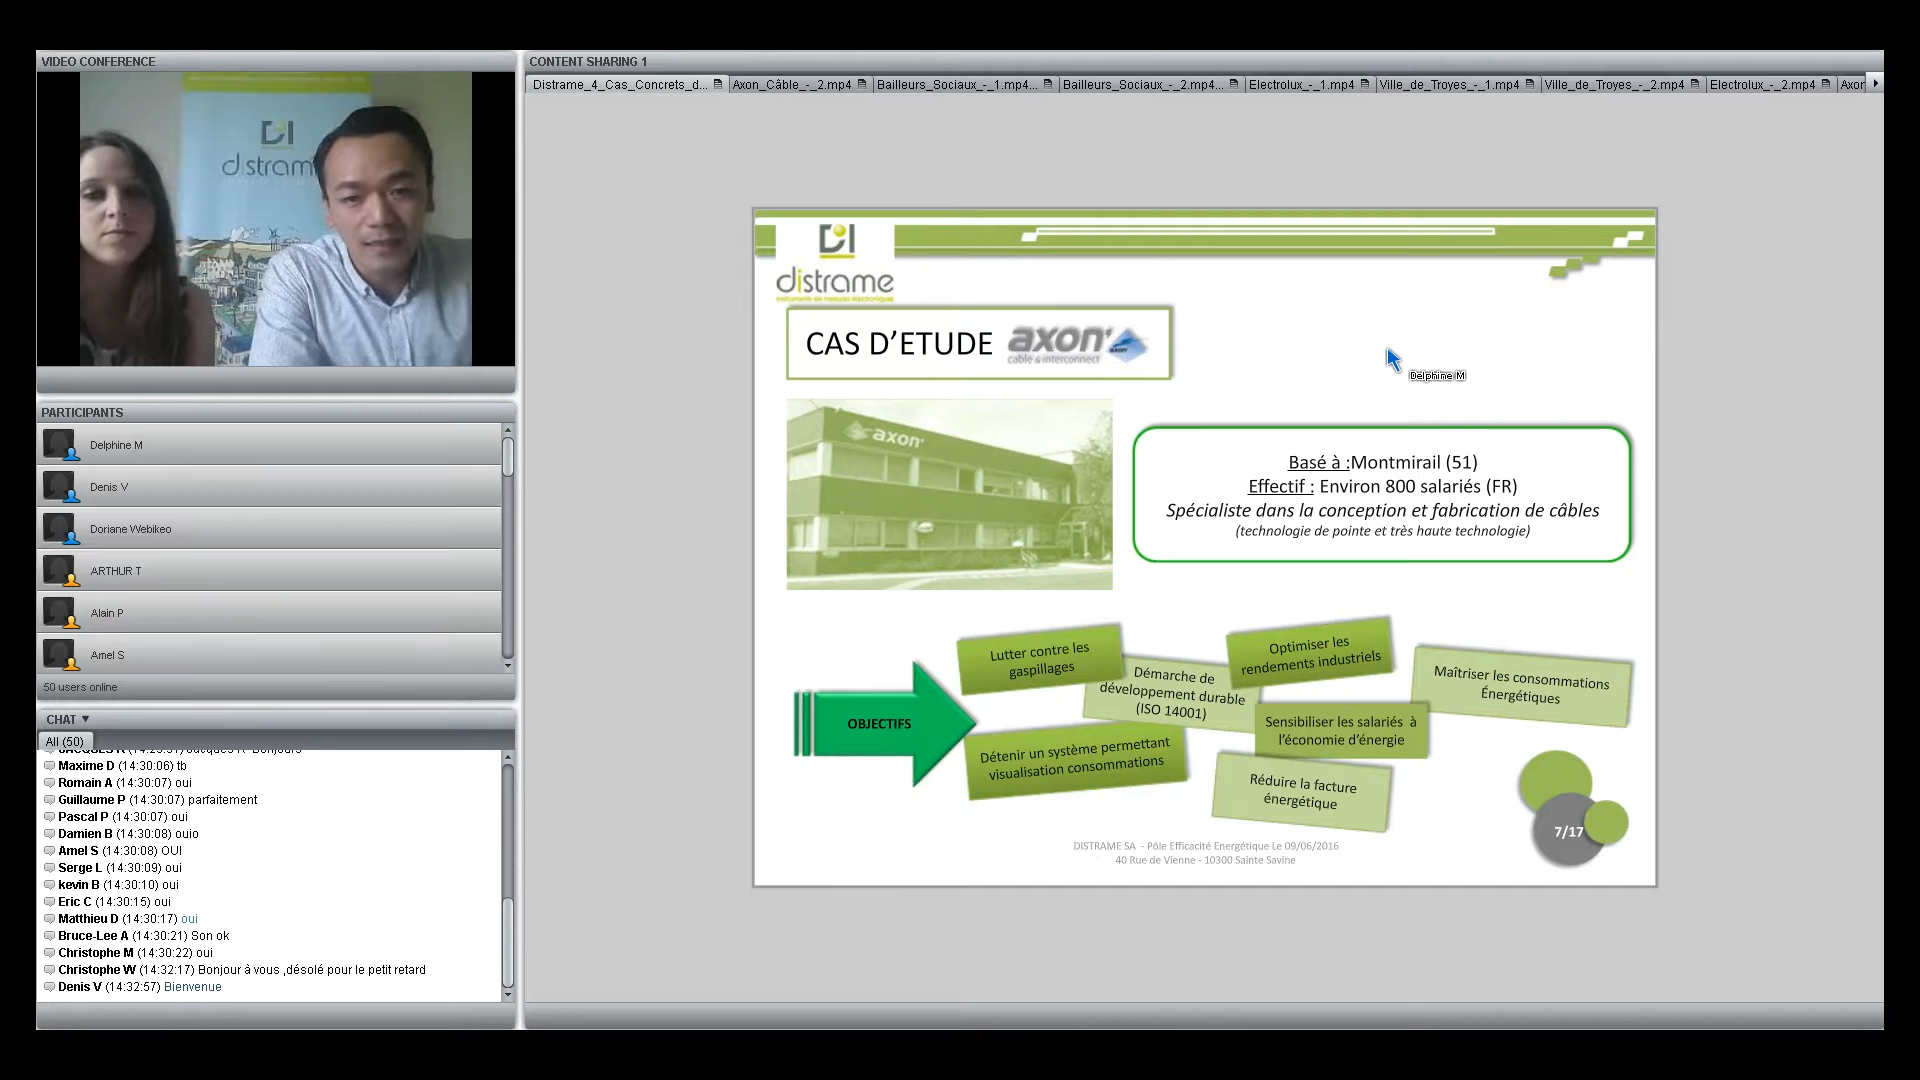 VIDEO CONFERENCE
distrame
PARTICIPANTS
Delphine M
Denis V
Doriane Webikeo
ARTHUR T
Alain P
Amel S
50 users online
CHAT
All (50)
Maxime D (14:30:06) tb
Romain A (14:30:07) oui
Guillaume P (14:30:07) parfaitement
Pascal P (14:30:07) oui
Damien B (14:30:08) ouio
Amel S (14:30:08) OUI
Serge L (14:30:09) oui
kevin B (14:30:10) oui
Eric C (14:30:15) oui
Matthieu D (14:30:17) oui
Bruce-Lee A (14:30:21) Son ok
Christophe M (14:30:22) oui
Christophe W (14:32:17) Bonjour à vous ,désolé pour le petit retard
Denis V (14:32:57) Bienvenue
CONTENT SHARING 1
Distrame_4_Cas_Concrets_d... Axon_Câble_-_2.mp4 Bailleurs_Sociaux_-_1.mp4... Bailleurs_Sociaux_-_2.mp4... Electrolux_-_1.mp4 Ville_de_Troyes_-_1.mp4 Ville_de_Troyes_-_2.mp4 Electrolux_-_2.mp4 Axor
distrame
instruments de mesures électroniques
CAS D'ETUDE axon'
cable & interconnect
Delphine M
axon'
Basé à :Montmirail (51)
Effectif : Environ 800 salariés (FR)
Spécialiste dans la conception et fabrication de câbles
(technologie de pointe et très haute technologie)
OBJECTIFS
Lutter contre les
gaspillages
Démarche de
développement durable
(ISO 14001)
Optimiser les
rendements industriels
Maîtriser les consommations
Énergétiques
Détenir un système permettant
visualisation consommations
Sensibiliser les salariés à
l'économie d'énergie
Réduire la facture
énergétique
7/17
DISTRAME SA - Pôle Efficacité Energétique Le 09/06/2016
40 Rue de Vienne - 10300 Sainte Savine